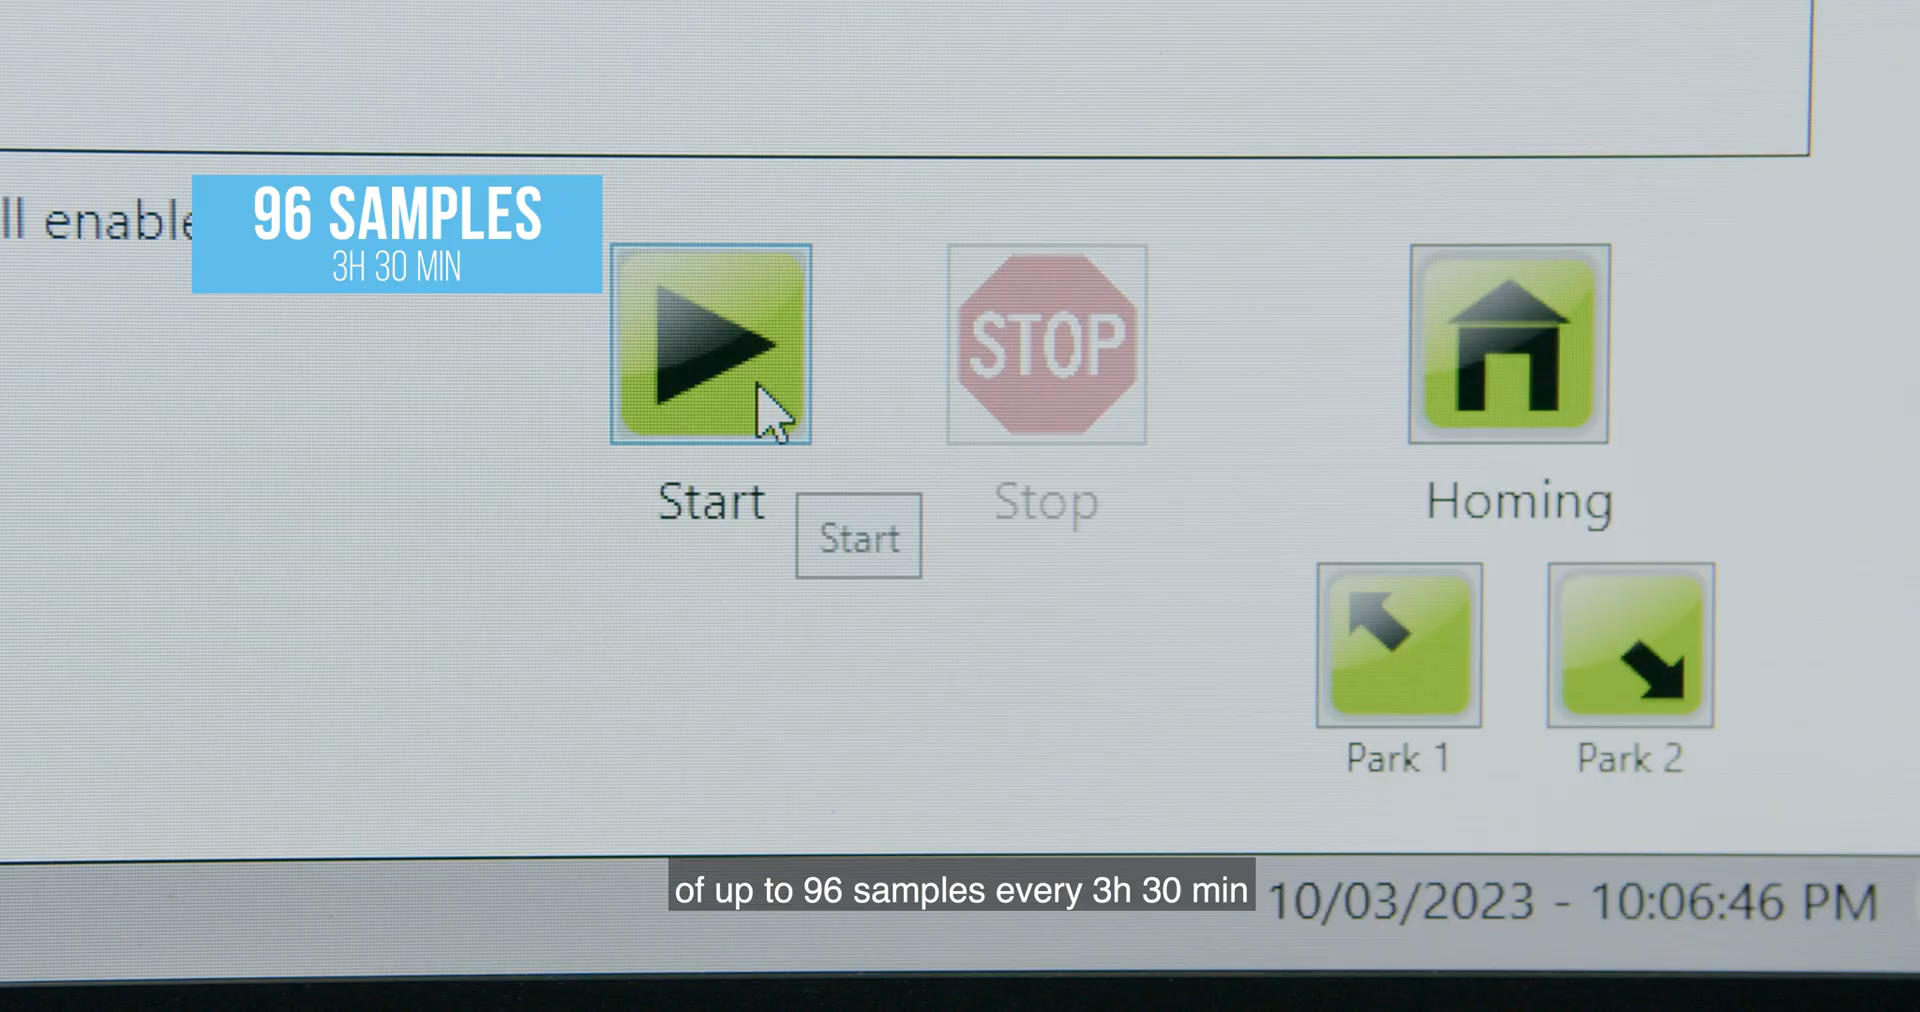 ll enable
96 SAMPLES
3H 30 MIN
STOP
Start
Stop
Homing
Start
Park 1
Park 2
of up to 96 samples every 3h 30 min
10/03/2023 - 10:06:46 PM